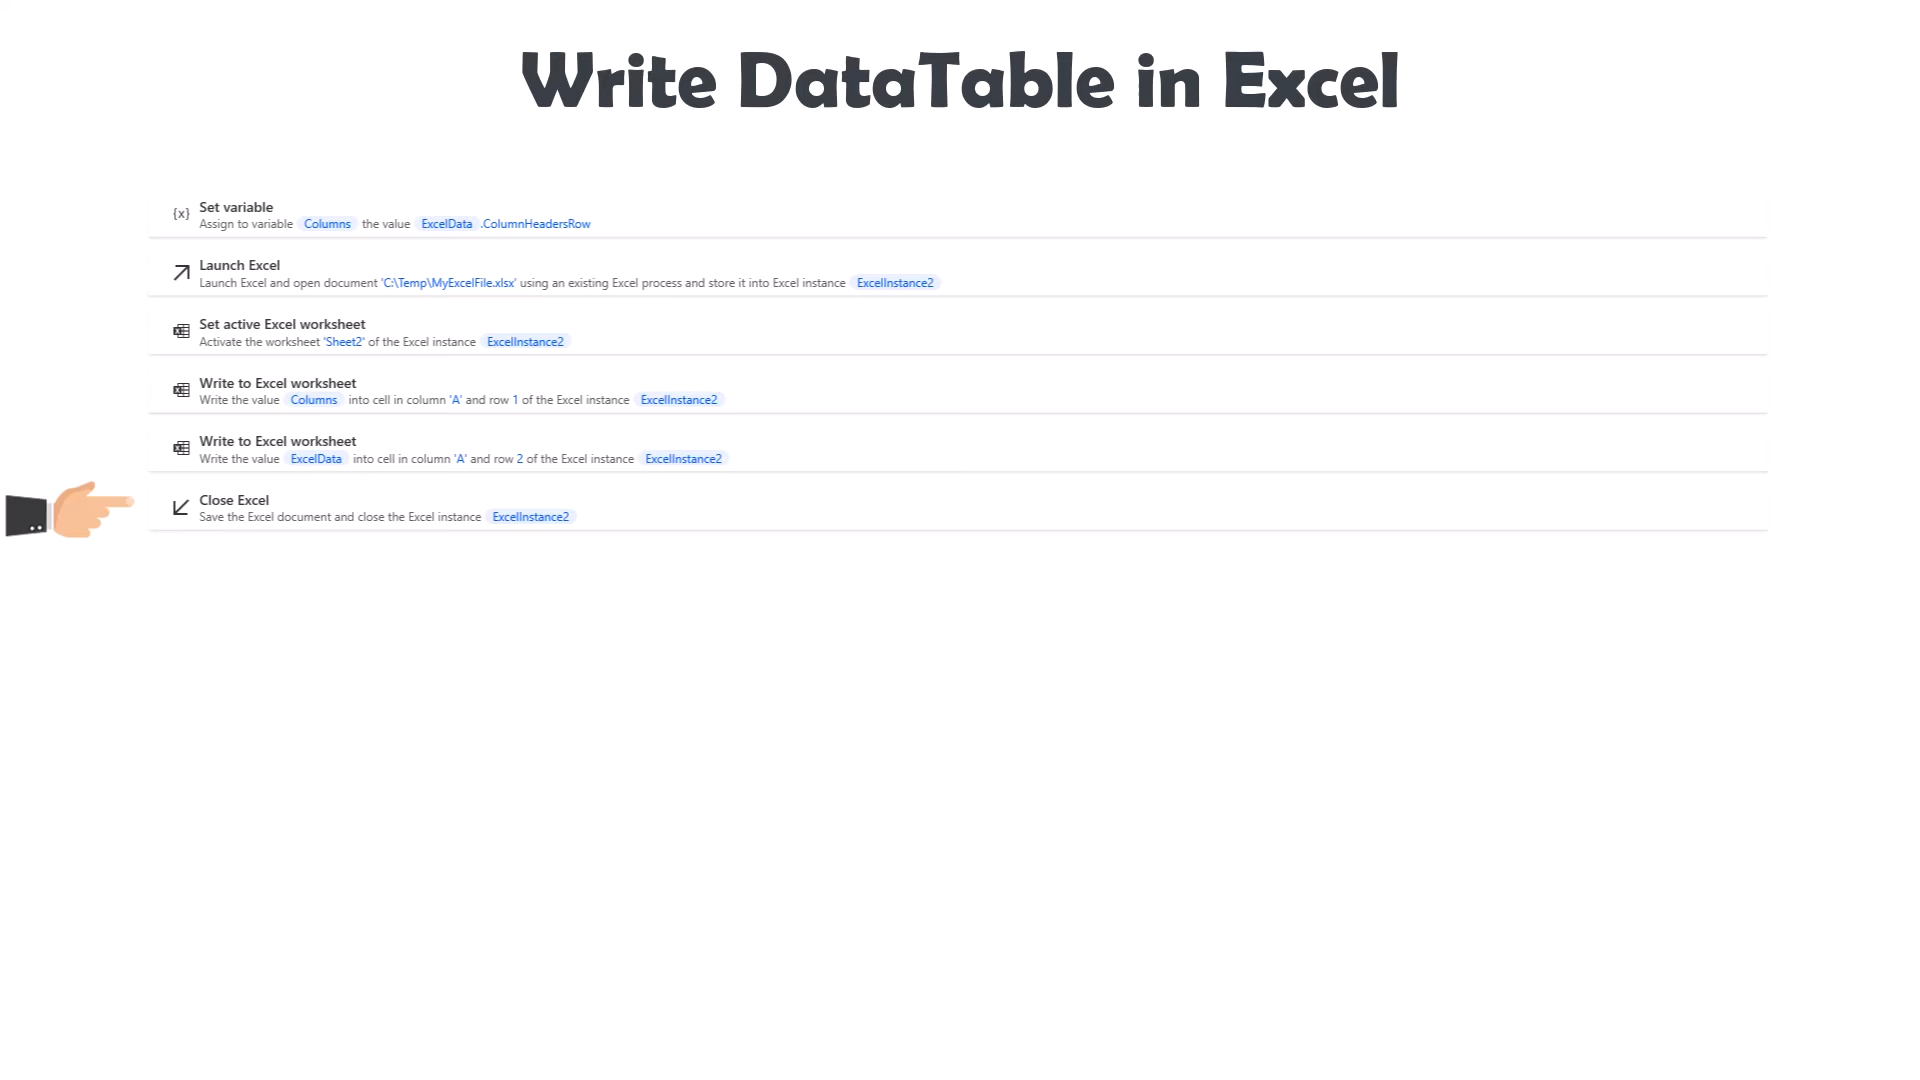 Write DataTable in Excel
{x} Set variable
Assign to variable Columns the value ExcelData .ColumnHeadersRow
Launch Excel
Launch Excel and open document 'C:\Temp\MyExcelFile.xlsx' using an existing Excel process and store it into Excel instance ExcelInstance2
Set active Excel worksheet
Activate the worksheet 'Sheet2' of the Excel instance ExcelInstance2
Write to Excel worksheet
Write the value Columns into cell in column 'A' and row 1 of the Excel instance ExcelInstance2
Write to Excel worksheet
Write the value ExcelData into cell in column 'A' and row 2 of the Excel instance ExcelInstance2
Close Excel
Save the Excel document and close the Excel instance ExcelInstance2